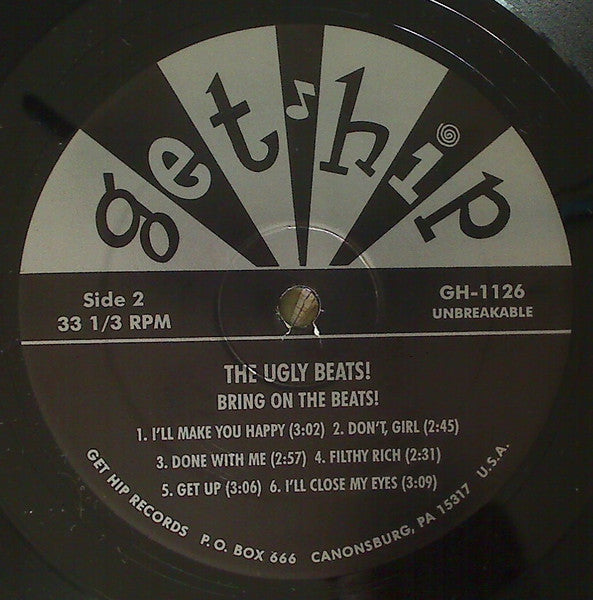 get hip
Side 2
33 1/3 RPM
GH-1126
UNBREAKABLE
THE UGLY BEATS!
BRING ON THE BEATS!
1. I'LL MAKE YOU HAPPY (3:02) 2. DON'T, GIRL (2:45)
3. DONE WITH ME (2:57) 4. FILTHY RICH (2:31)
5. GET UP (3:06) 6. I'LL CLOSE MY EYES (3:09)
GET HIP RECORDS P.O. BOX 666 CANONSBURG, PA 15317 U.S.A.